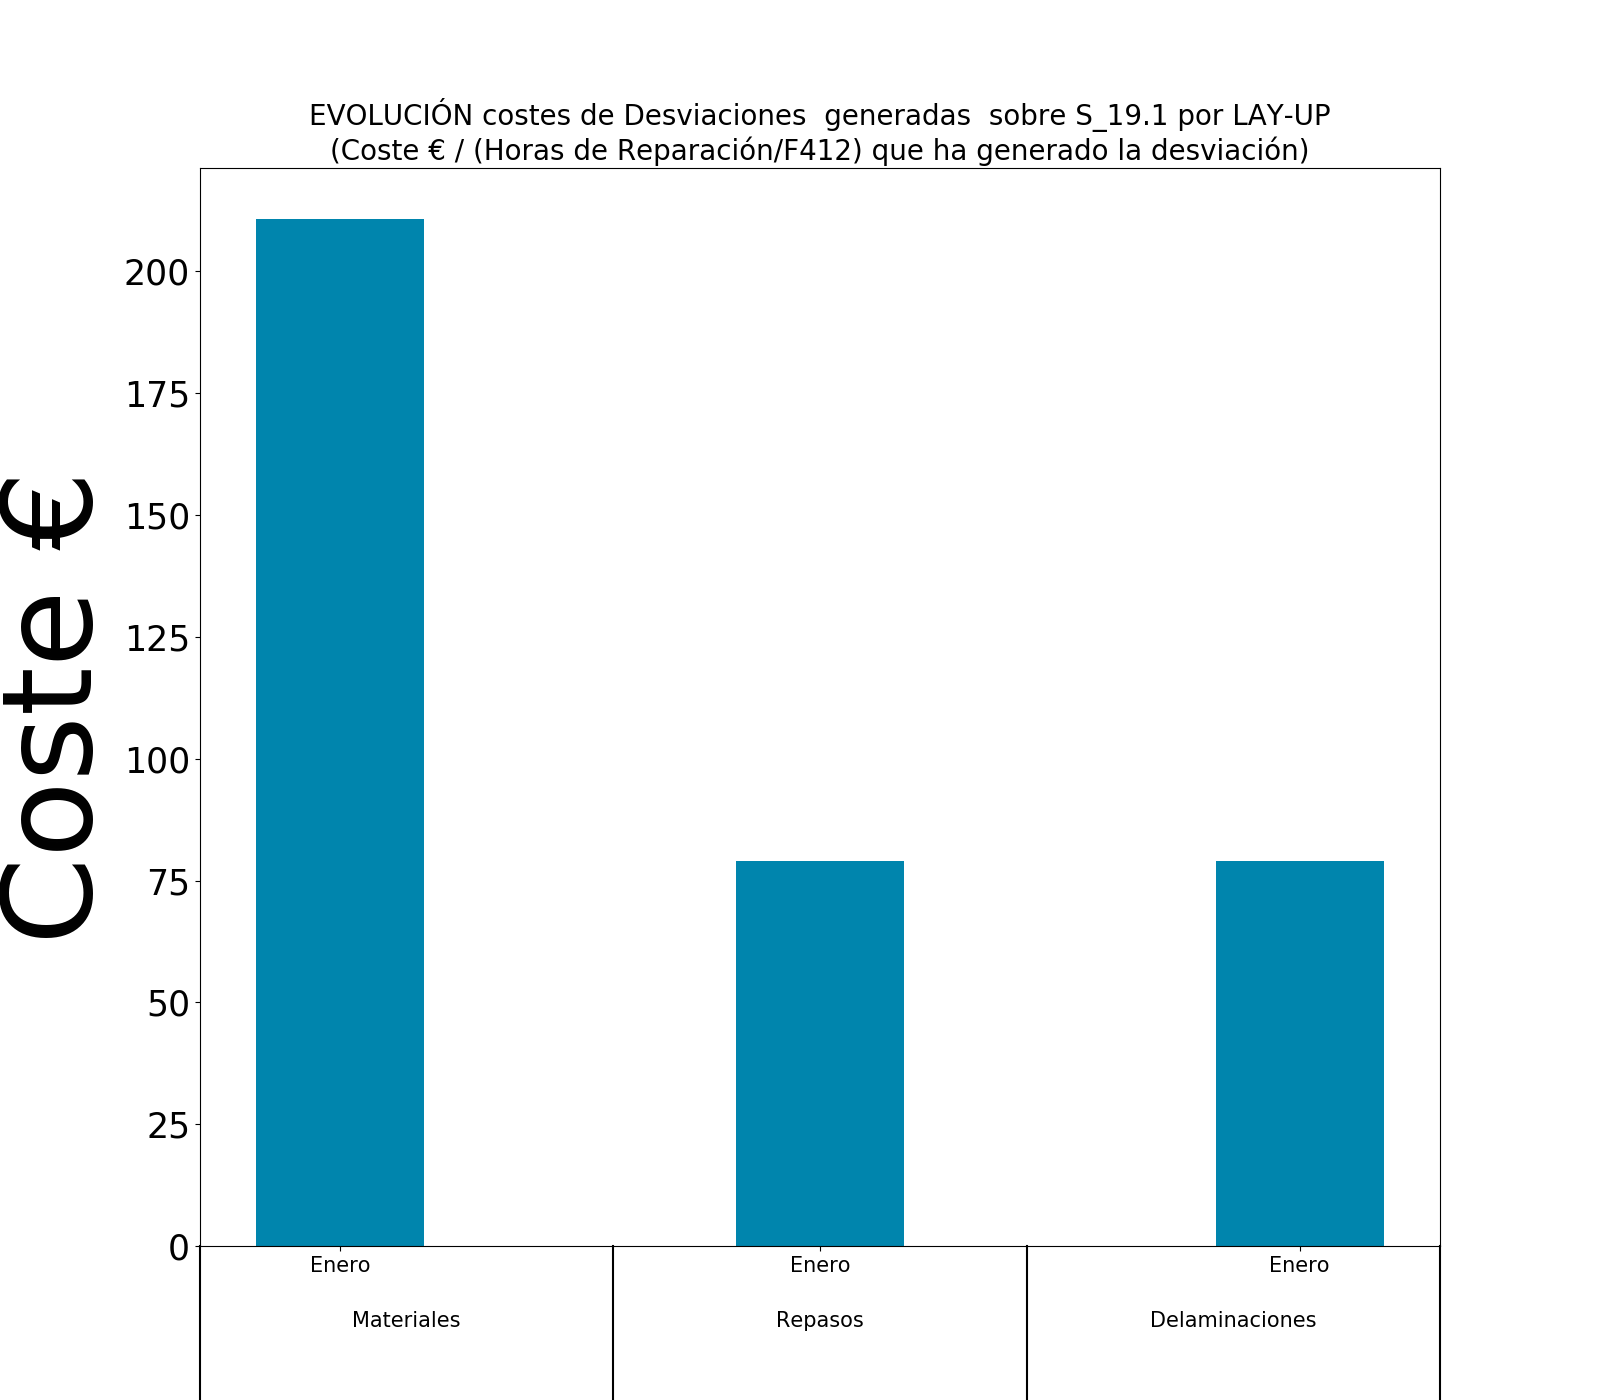 EVOLUCIÓN costes de Desviaciones  generadas  sobre S_19.1 por LAY-UP
(Coste € / (Horas de Reparación/F412) que ha generado la desviación)
Coste €
200
175
150
125
100
75
50
25
0
Enero Enero Enero
Materiales Repasos Delaminaciones